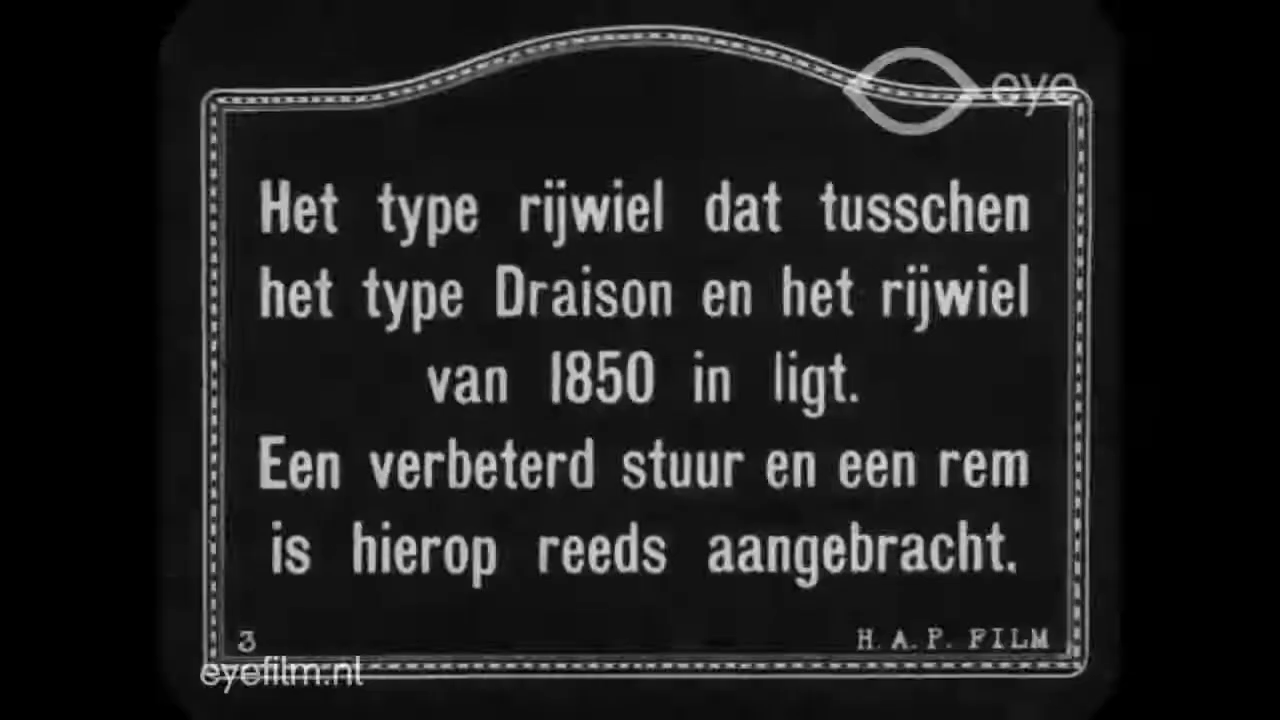 eye
Het type rijwiel dat tusschen
het type Draison en het rijwiel
van 1850 in ligt.
Een verbeterd stuur en een rem
is hierop reeds aangebracht.
3
H. A. P. FILM
eyefilm.nl